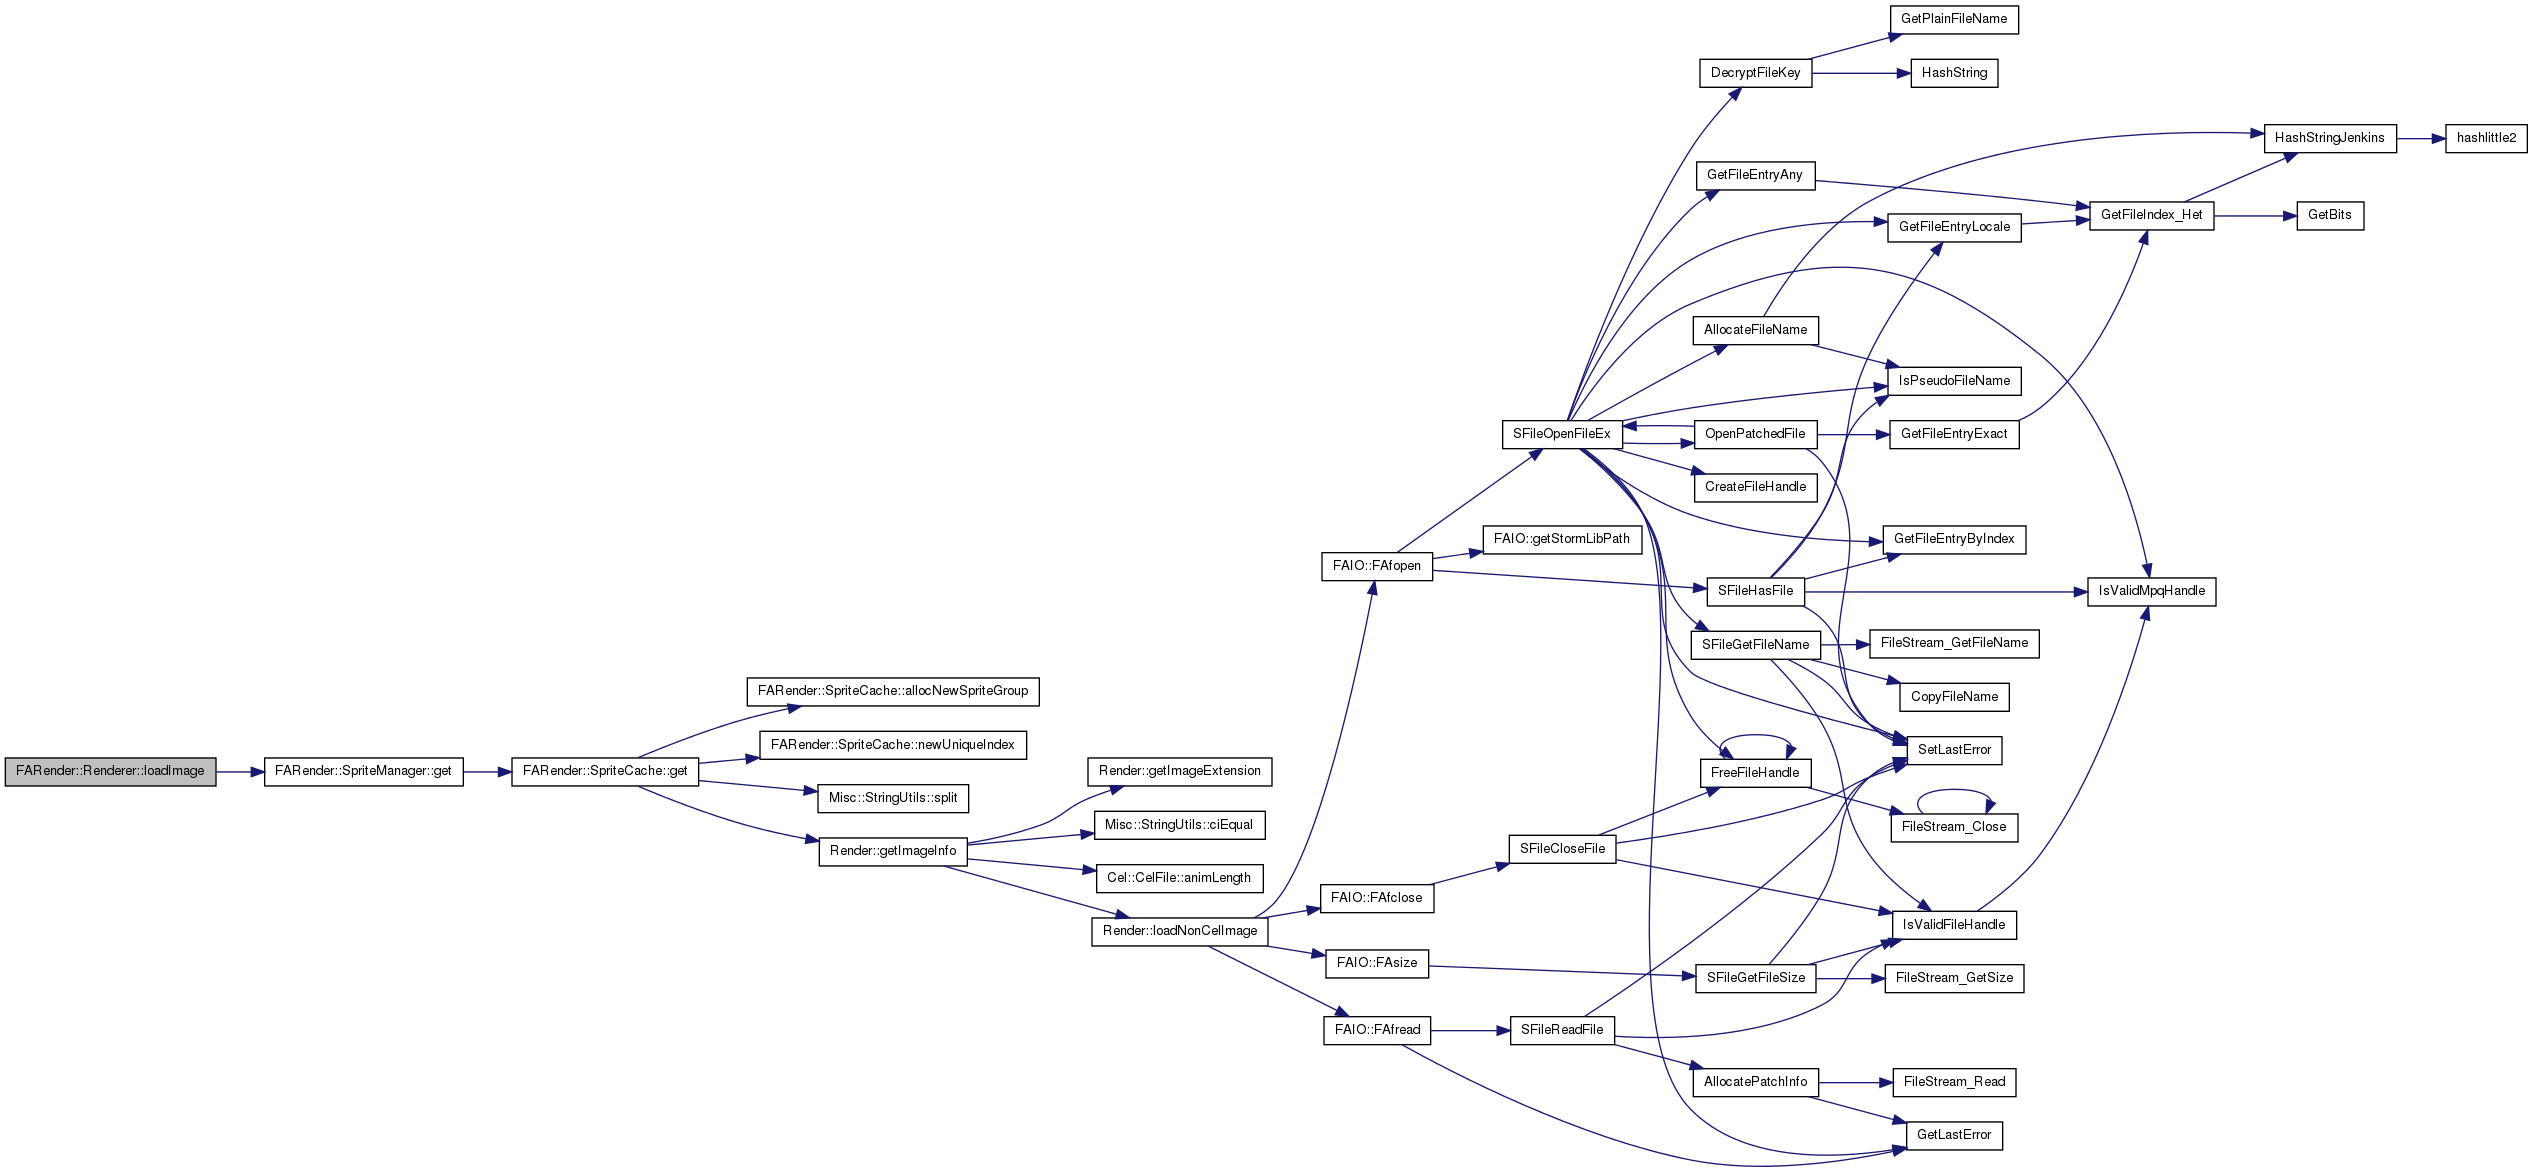 FARender::Renderer::loadImage
FARender::SpriteManager::get
FARender::SpriteCache::get
FARender::SpriteCache::allocNewSpriteGroup
FARender::SpriteCache::newUniqueIndex
Misc::StringUtils::split
Render::getImageInfo
Render::getImageExtension
Misc::StringUtils::ciEqual
Cel::CelFile::animLength
Render::loadNonCelImage
FAIO::FAfopen
FAIO::FAfclose
FAIO::FAsize
FAIO::FAfread
SFileOpenFileEx
FAIO::getStormLibPath
SFileCloseFile
SFileReadFile
DecryptFileKey
GetFileEntryAny
AllocateFileName
OpenPatchedFile
CreateFileHandle
SFileHasFile
SFileGetFileName
FreeFileHandle
SFileGetFileSize
AllocatePatchInfo
GetPlainFileName
HashString
GetFileEntryLocale
IsPseudoFileName
GetFileEntryExact
GetFileEntryByIndex
FileStream_GetFileName
CopyFileName
SetLastError
FileStream_Close
IsValidFileHandle
FileStream_GetSize
FileStream_Read
GetLastError
GetFileIndex_Het
IsValidMpqHandle
HashStringJenkins
GetBits
hashlittle2